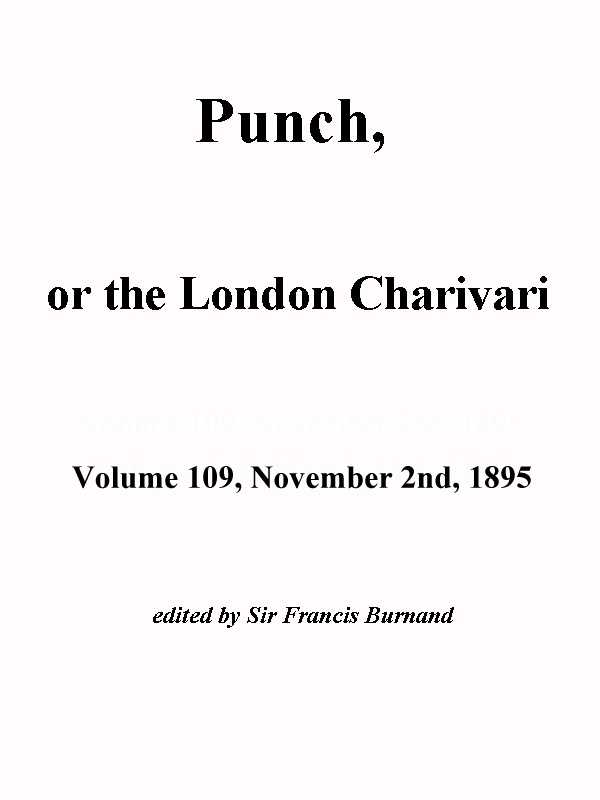 Punch,
or the London Charivari
Volume 109, November 2nd, 1895
edited by Sir Francis Burnand